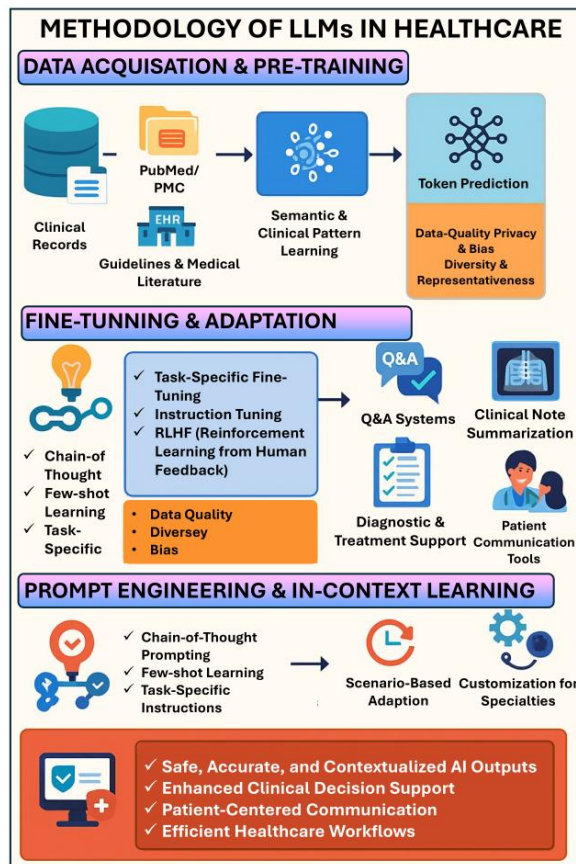 METHODOLOGY OF LLMs IN HEALTHCARE
DATA ACQUISATION & PRE-TRAINING
Clinical
Records
PubMed/
PMC
EHR
Guidelines & Medical
Literature
Semantic &
Clinical Pattern
Learning
Token Prediction
Data-Quality Privacy
& Bias
Diversity &
Representativeness
FINE-TUNNING & ADAPTATION
✓ Chain-of
Thought
✓ Few-shot
Learning
✓ Task-
Specific
✓ Task-Specific Fine-
Tuning
✓ Instruction Tuning
✓ RLHF (Reinforcement
Learning from Human
Feedback)
• Data Quality
• Diversey
• Bias
Q&A
Q&A Systems
Clinical Note
Summarization
Diagnostic &
Treatment Support
Patient
Communication
Tools
PROMPT ENGINEERING & IN-CONTEXT LEARNING
✓ Chain-of-Thought
Prompting
✓ Few-shot Learning
✓ Task-Specific
Instructions
Scenario-Based
Adaption
Customization for
Specialties
✓ Safe, Accurate, and Contextualized AI Outputs
✓ Enhanced Clinical Decision Support
✓ Patient-Centered Communication
✓ Efficient Healthcare Workflows